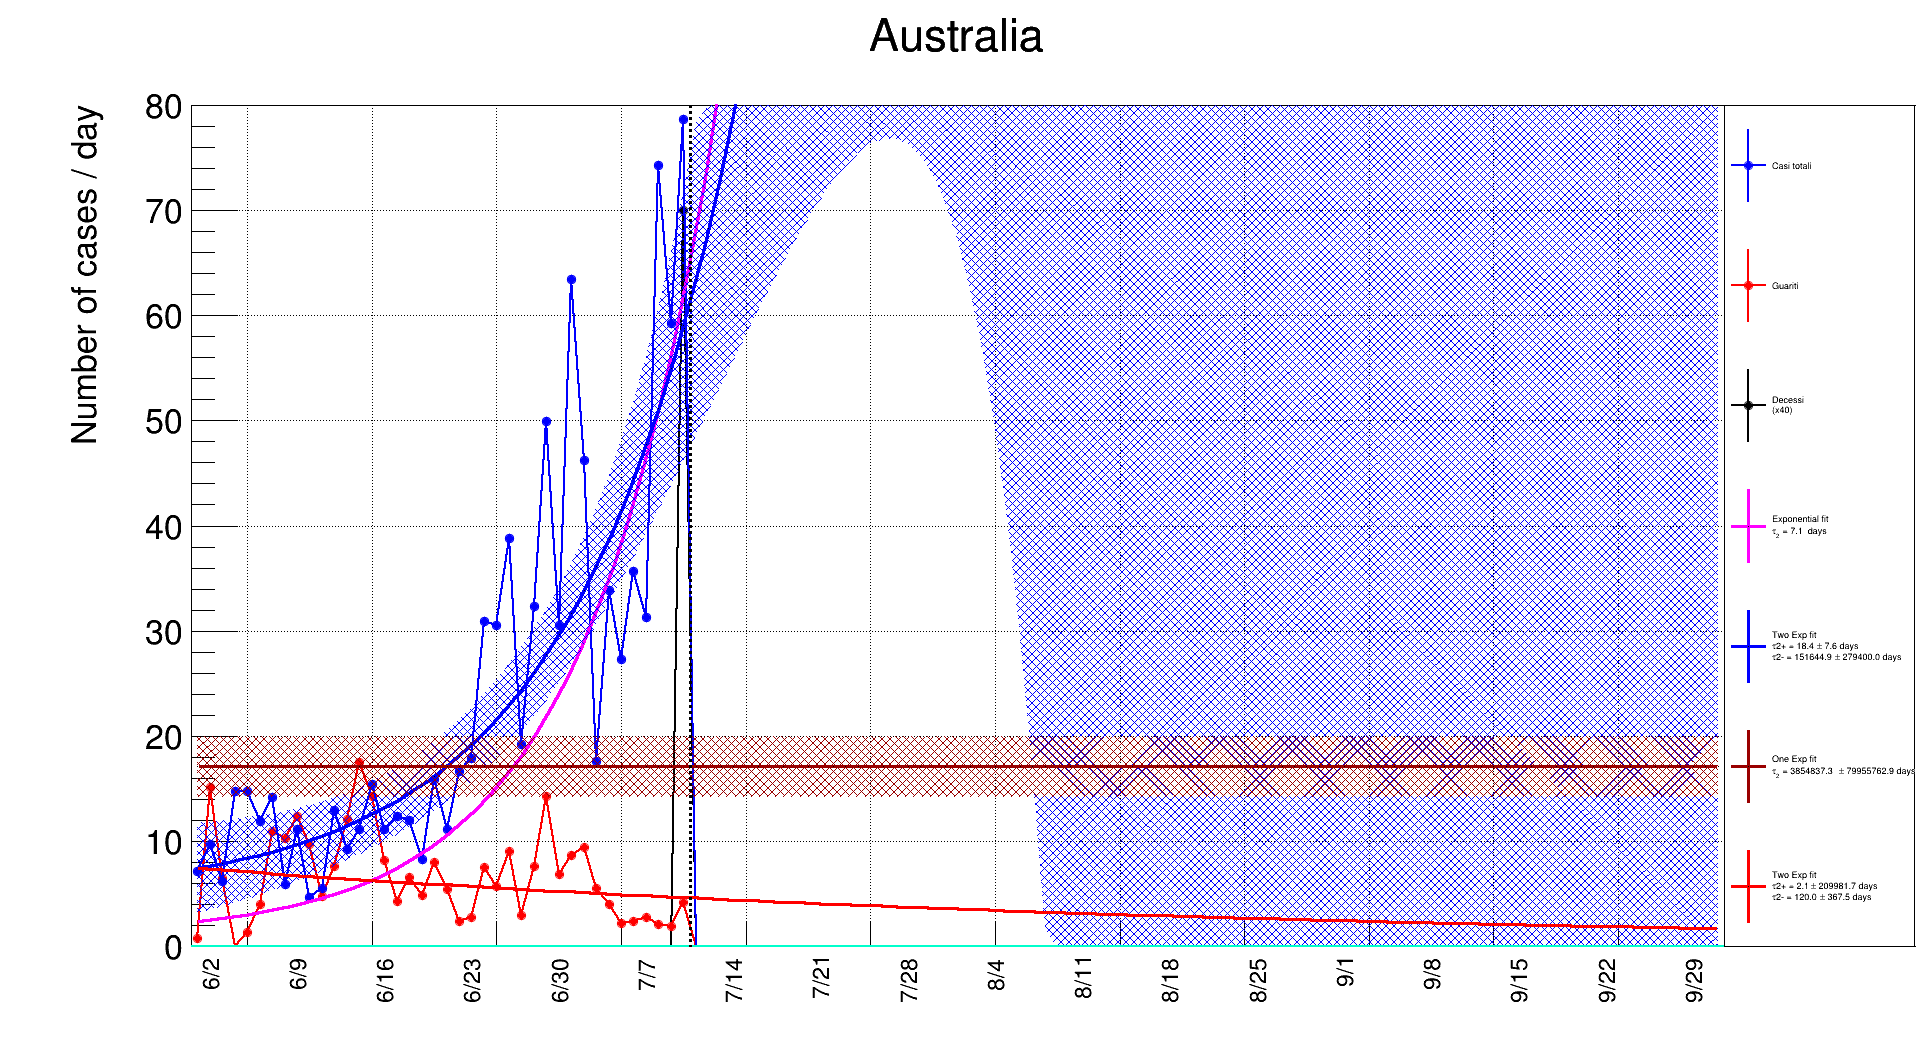 Australia
Number of cases / day
80
70
60
50
40
30
20
10
0
6/2
6/9
6/16
6/23
6/30
7/7
7/14
7/21
7/28
8/4
8/11
8/18
8/25
9/1
9/8
9/15
9/22
9/29
Casi totali
Guariti
Decessi
(x40)
Exponential fit
τ2 = 7.1 days
Two Exp fit
τ2+ = 18.4 ± 7.6 days
τ2- = 151644.9 ± 279400.0 days
One Exp fit
τ2 = 3854837.3 ± 79955762.9 days
Two Exp fit
τ2+ = 2.1 ± 209981.7 days
τ2- = 120.0 ± 367.5 days